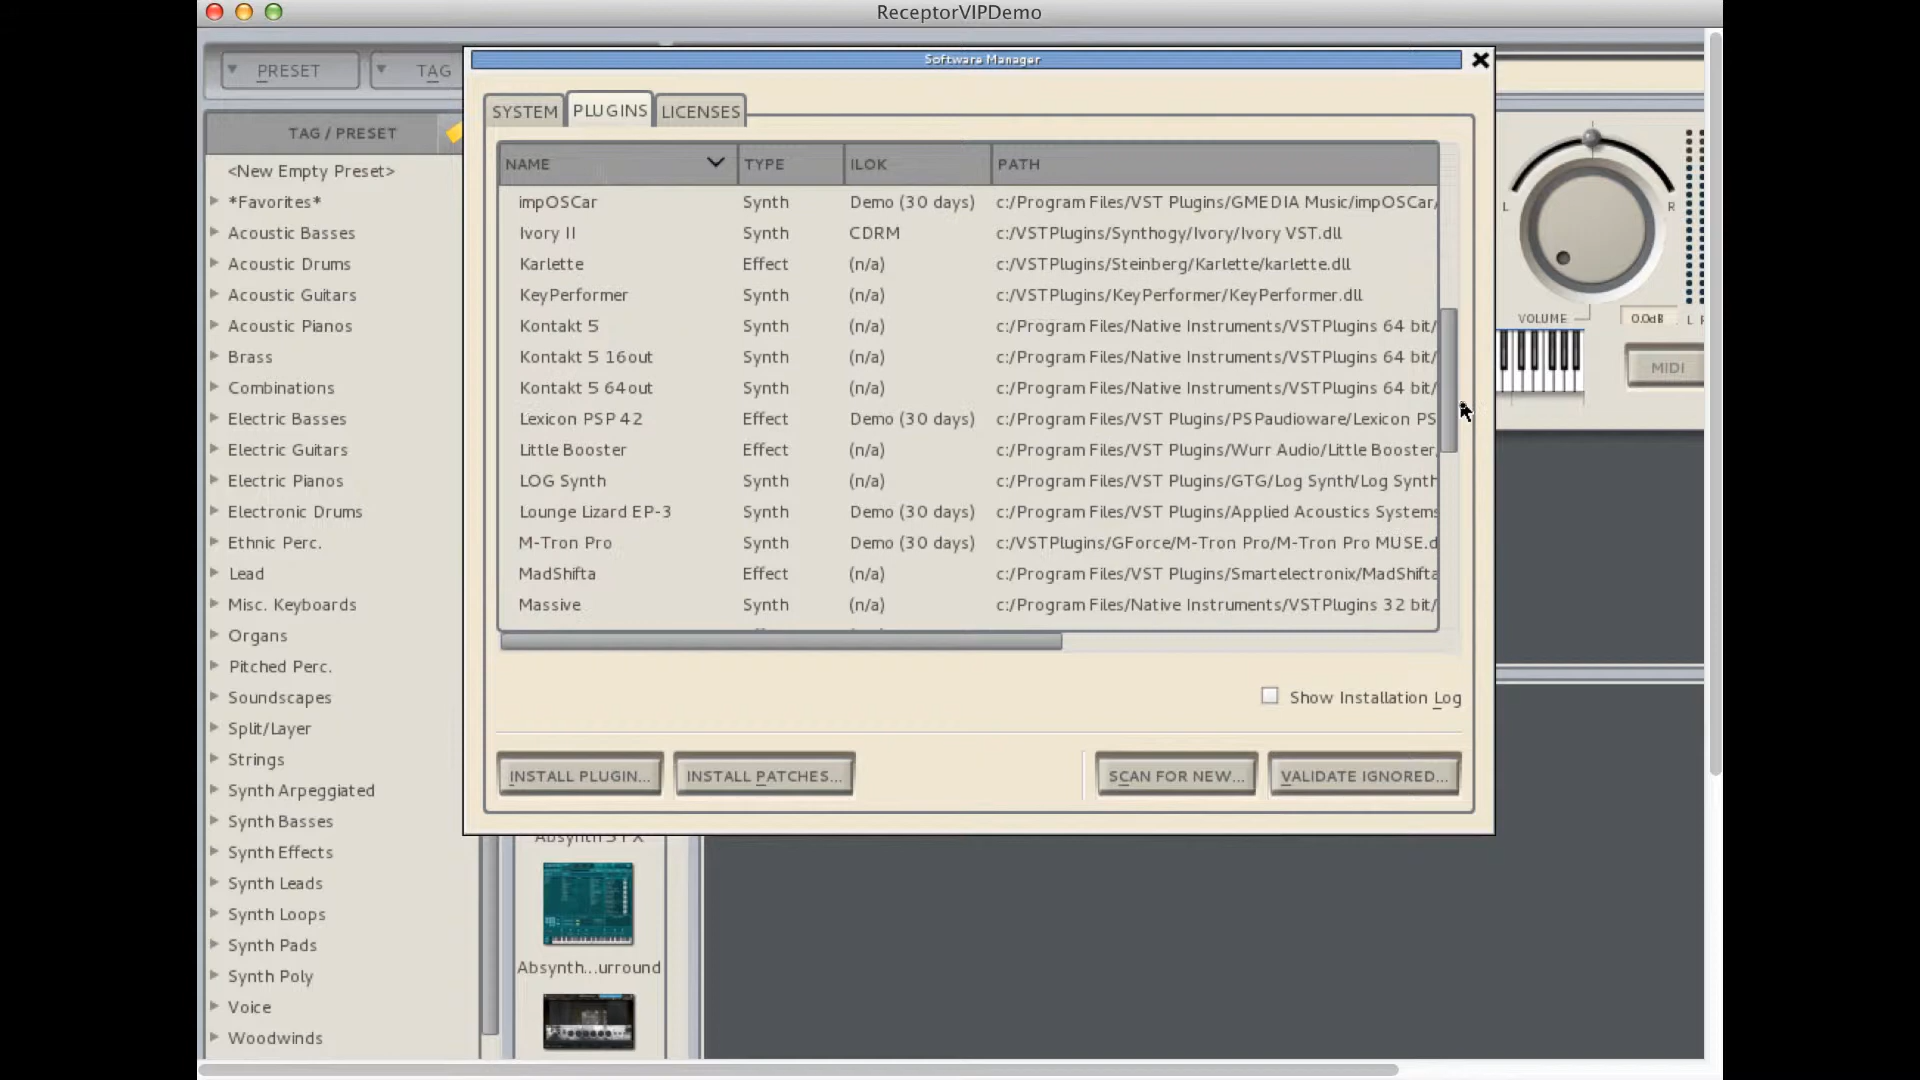 ReceptorVIPDemo
PRESET
TAG
TAG / PRESET
<New Empty Preset>
*Favorites*
Acoustic Basses
Acoustic Drums
Acoustic Guitars
Acoustic Pianos
Brass
Combinations
Electric Basses
Electric Guitars
Electric Pianos
Electronic Drums
Ethnic Perc.
Lead
Misc. Keyboards
Organs
Pitched Perc.
Soundscapes
Split/Layer
Strings
Synth Arpeggiated
Synth Basses
Synth Effects
Synth Leads
Synth Loops
Synth Pads
Synth Poly
Voice
Woodwinds
Software Manager
SYSTEM PLUGINS LICENSES
NAME TYPE ILOK PATH
impOSCar Synth Demo (30 days) c:/Program Files/VST Plugins/GMEDIA Music/impOSCar/
Ivory II Synth CDRM c:/VSTPlugins/Synthogy/Ivory/Ivory VST.dll
Karlette Effect (n/a) c:/VSTPlugins/Steinberg/Karlette/karlette.dll
KeyPerformer Synth (n/a) c:/VSTPlugins/KeyPerformer/KeyPerformer.dll
Kontakt 5 Synth (n/a) c:/Program Files/Native Instruments/VSTPlugins 64 bit/
Kontakt 5 16out Synth (n/a) c:/Program Files/Native Instruments/VSTPlugins 64 bit/
Kontakt 5 64out Synth (n/a) c:/Program Files/Native Instruments/VSTPlugins 64 bit/
Lexicon PSP 42 Effect Demo (30 days) c:/Program Files/VST Plugins/PSPaudioware/Lexicon PS
Little Booster Effect (n/a) c:/Program Files/VST Plugins/Wurr Audio/Little Booster
LOG Synth Synth (n/a) c:/Program Files/VST Plugins/GTG/Log Synth/Log Synth
Lounge Lizard EP-3 Synth Demo (30 days) c:/Program Files/VST Plugins/Applied Acoustics Systems
M-Tron Pro Synth Demo (30 days) c:/VSTPlugins/GForce/M-Tron Pro/M-Tron Pro MUSE.d
MadShifta Effect (n/a) c:/Program Files/VST Plugins/Smartelectronix/MadShifta
Massive Synth (n/a) c:/Program Files/Native Instruments/VSTPlugins 32 bit/
Show Installation Log
INSTALL PLUGIN... INSTALL PATCHES... SCAN FOR NEW... VALIDATE IGNORED...
L R
VOLUME 0.0dB L R
MIDI
Absynth 5 FX
Absynth...urround